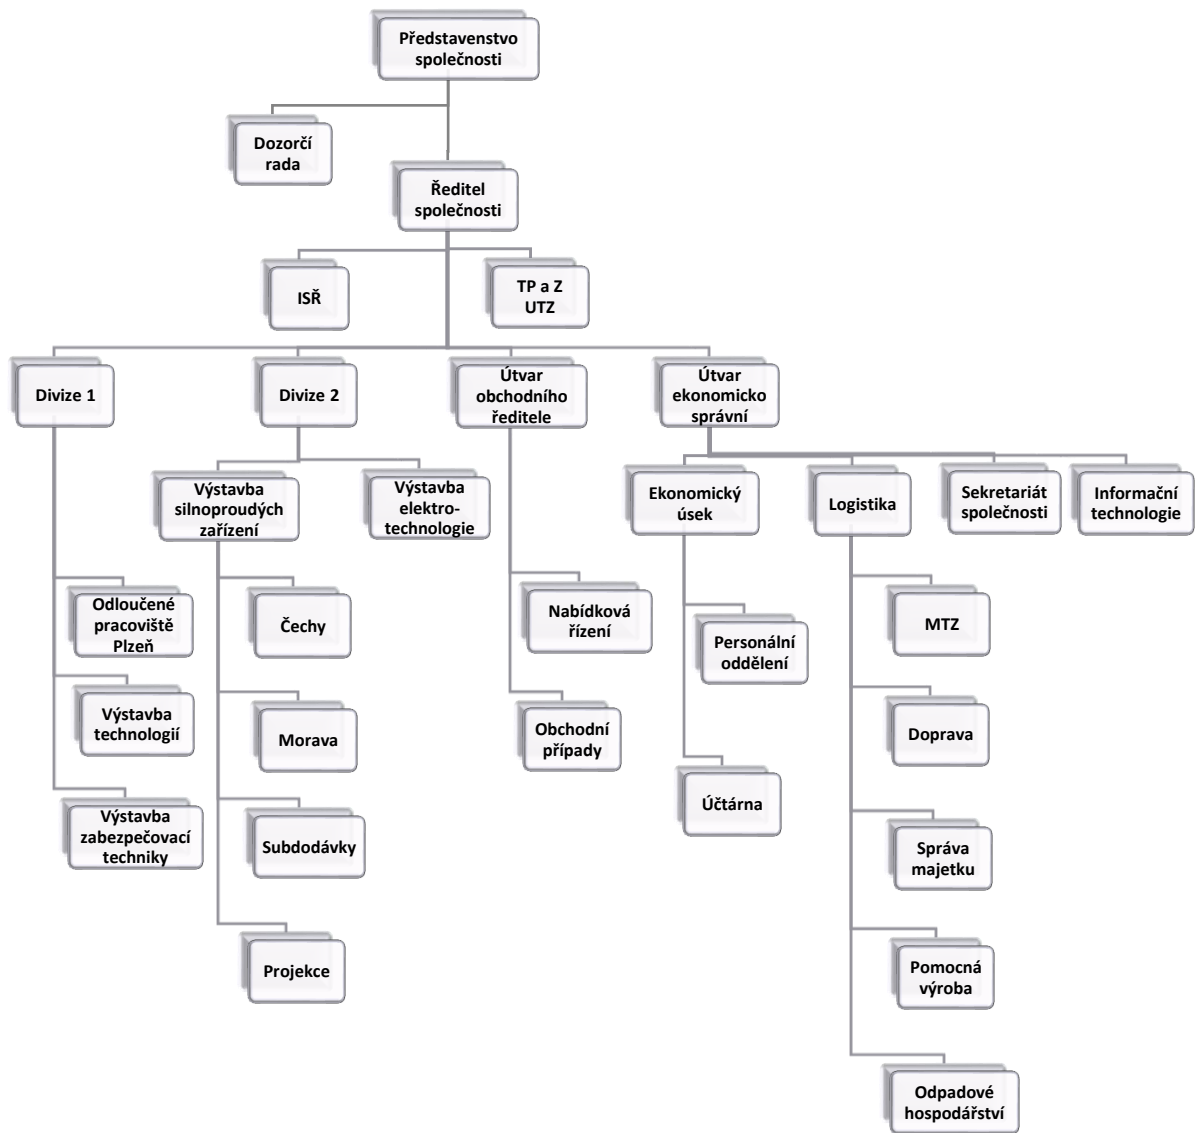 Představenstvo
společnosti
Dozorčí
rada
Ředitel
společnosti
ISŘ
TP a Z
UTZ
Divize 1
Divize 2
Útvar
obchodního
ředitele
Útvar
ekonomicko
správní
Výstavba
silnoproudých
zařízení
Výstavba
elektro-
technologie
Ekonomický
úsek
Logistika
Sekretariát
společnosti
Informační
technologie
Odloučené
pracoviště
Plzeň
Výstavba
technologií
Výstavba
zabezpečovací
techniky
Čechy
Morava
Subdodávky
Projekce
Nabídková
řízení
Obchodní
případy
Personální
oddělení
Účtárna
MTZ
Doprava
Správa
majetku
Pomocná
výroba
Odpadové
hospodářství